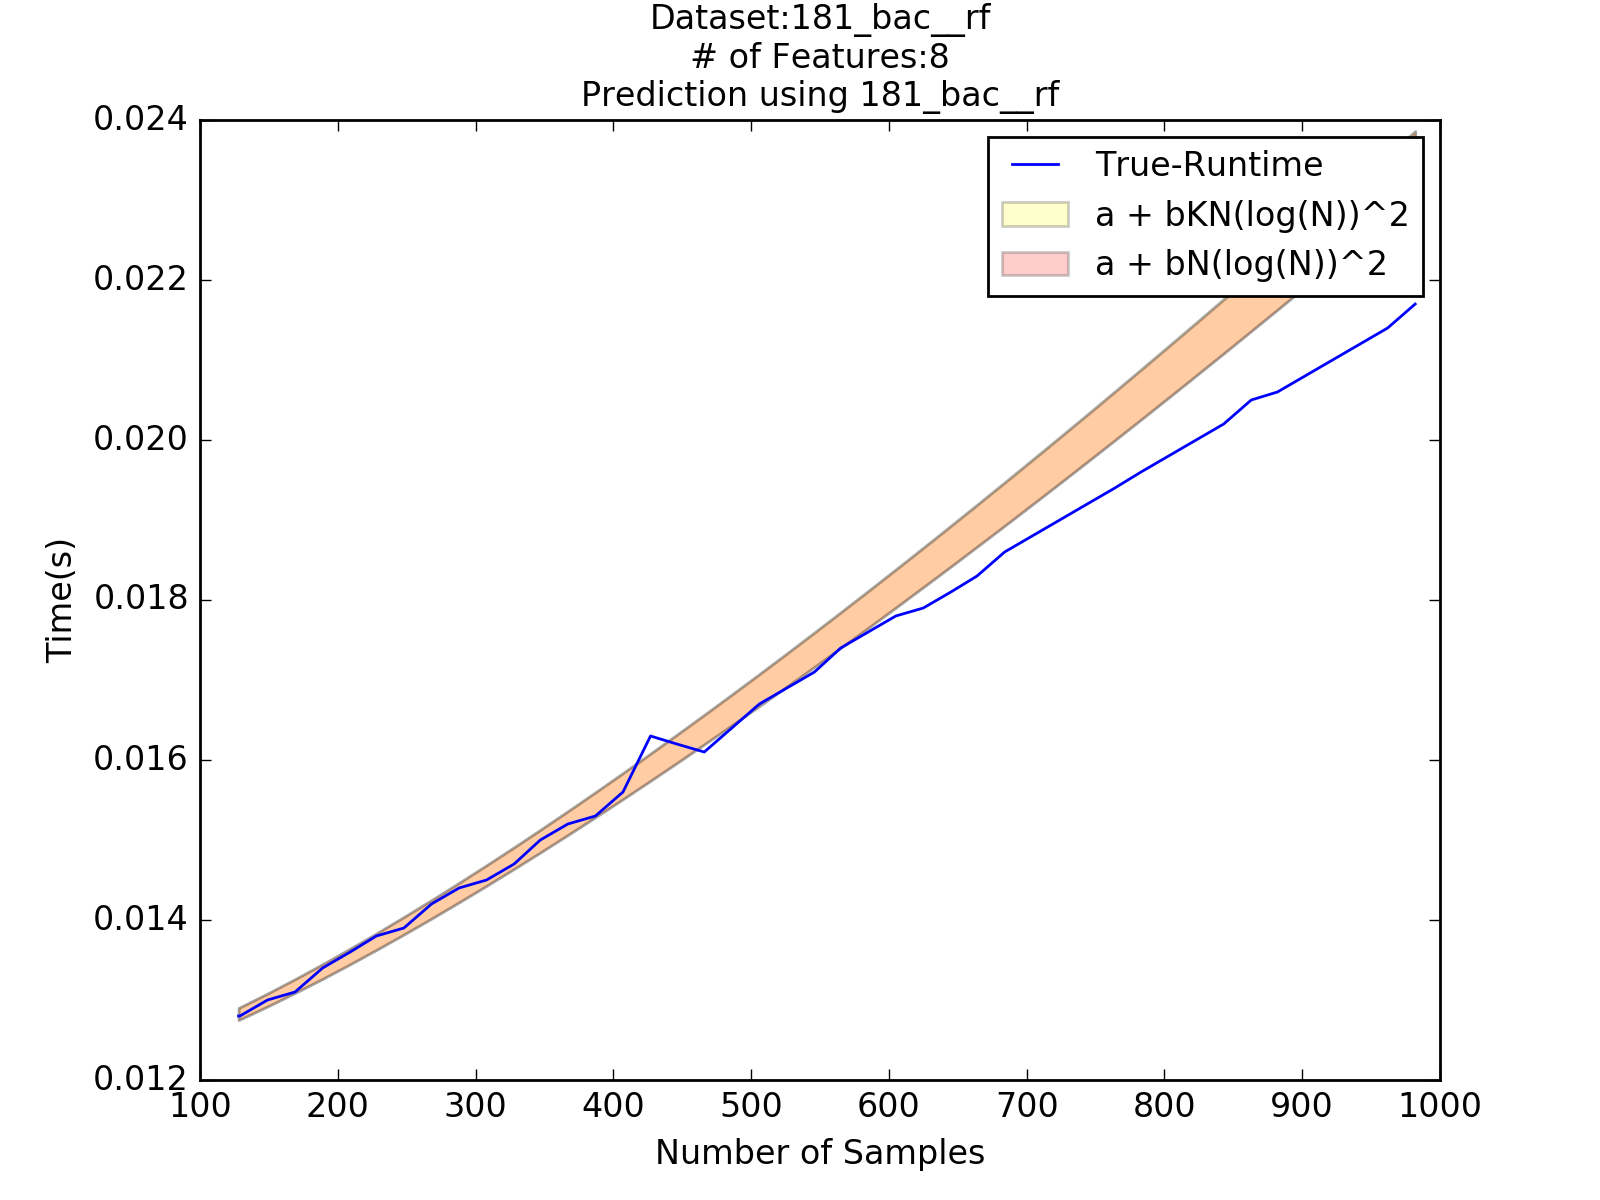 Dataset:181_bac__rf
# of Features:8
Prediction using 181_bac__rf
0.024
0.022
0.020
0.018
0.016
0.014
0.012
Time(s)
True-Runtime
a + bKN(log(N))^2
a + bN(log(N))^2
100 200 300 400 500 600 700 800 900 1000
Number of Samples